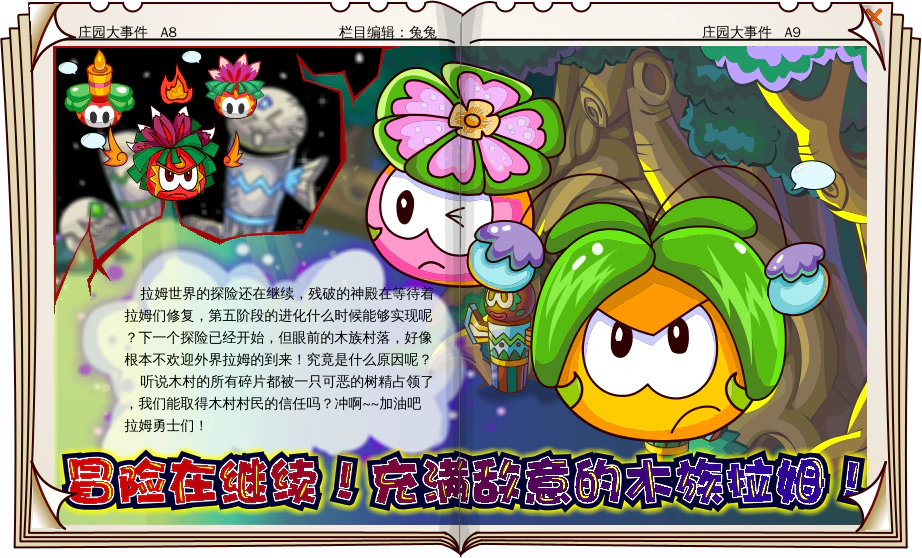 庄园大事件 A8
栏目编辑：兔兔
庄园大事件 A9
拉姆世界的探险还在继续，残破的神殿在等待着
拉姆们修复，第五阶段的进化什么时候能够实现呢
？下一个探险已经开始，但眼前的木族村落，好像
根本不欢迎外界拉姆的到来！究竟是什么原因呢？
听说木村的所有碎片都被一只可恶的树精占领了
，我们能取得木村村民的信任吗？冲啊~~加油吧
拉姆勇士们！
冒险在继续！充满敌意的木族拉姆！